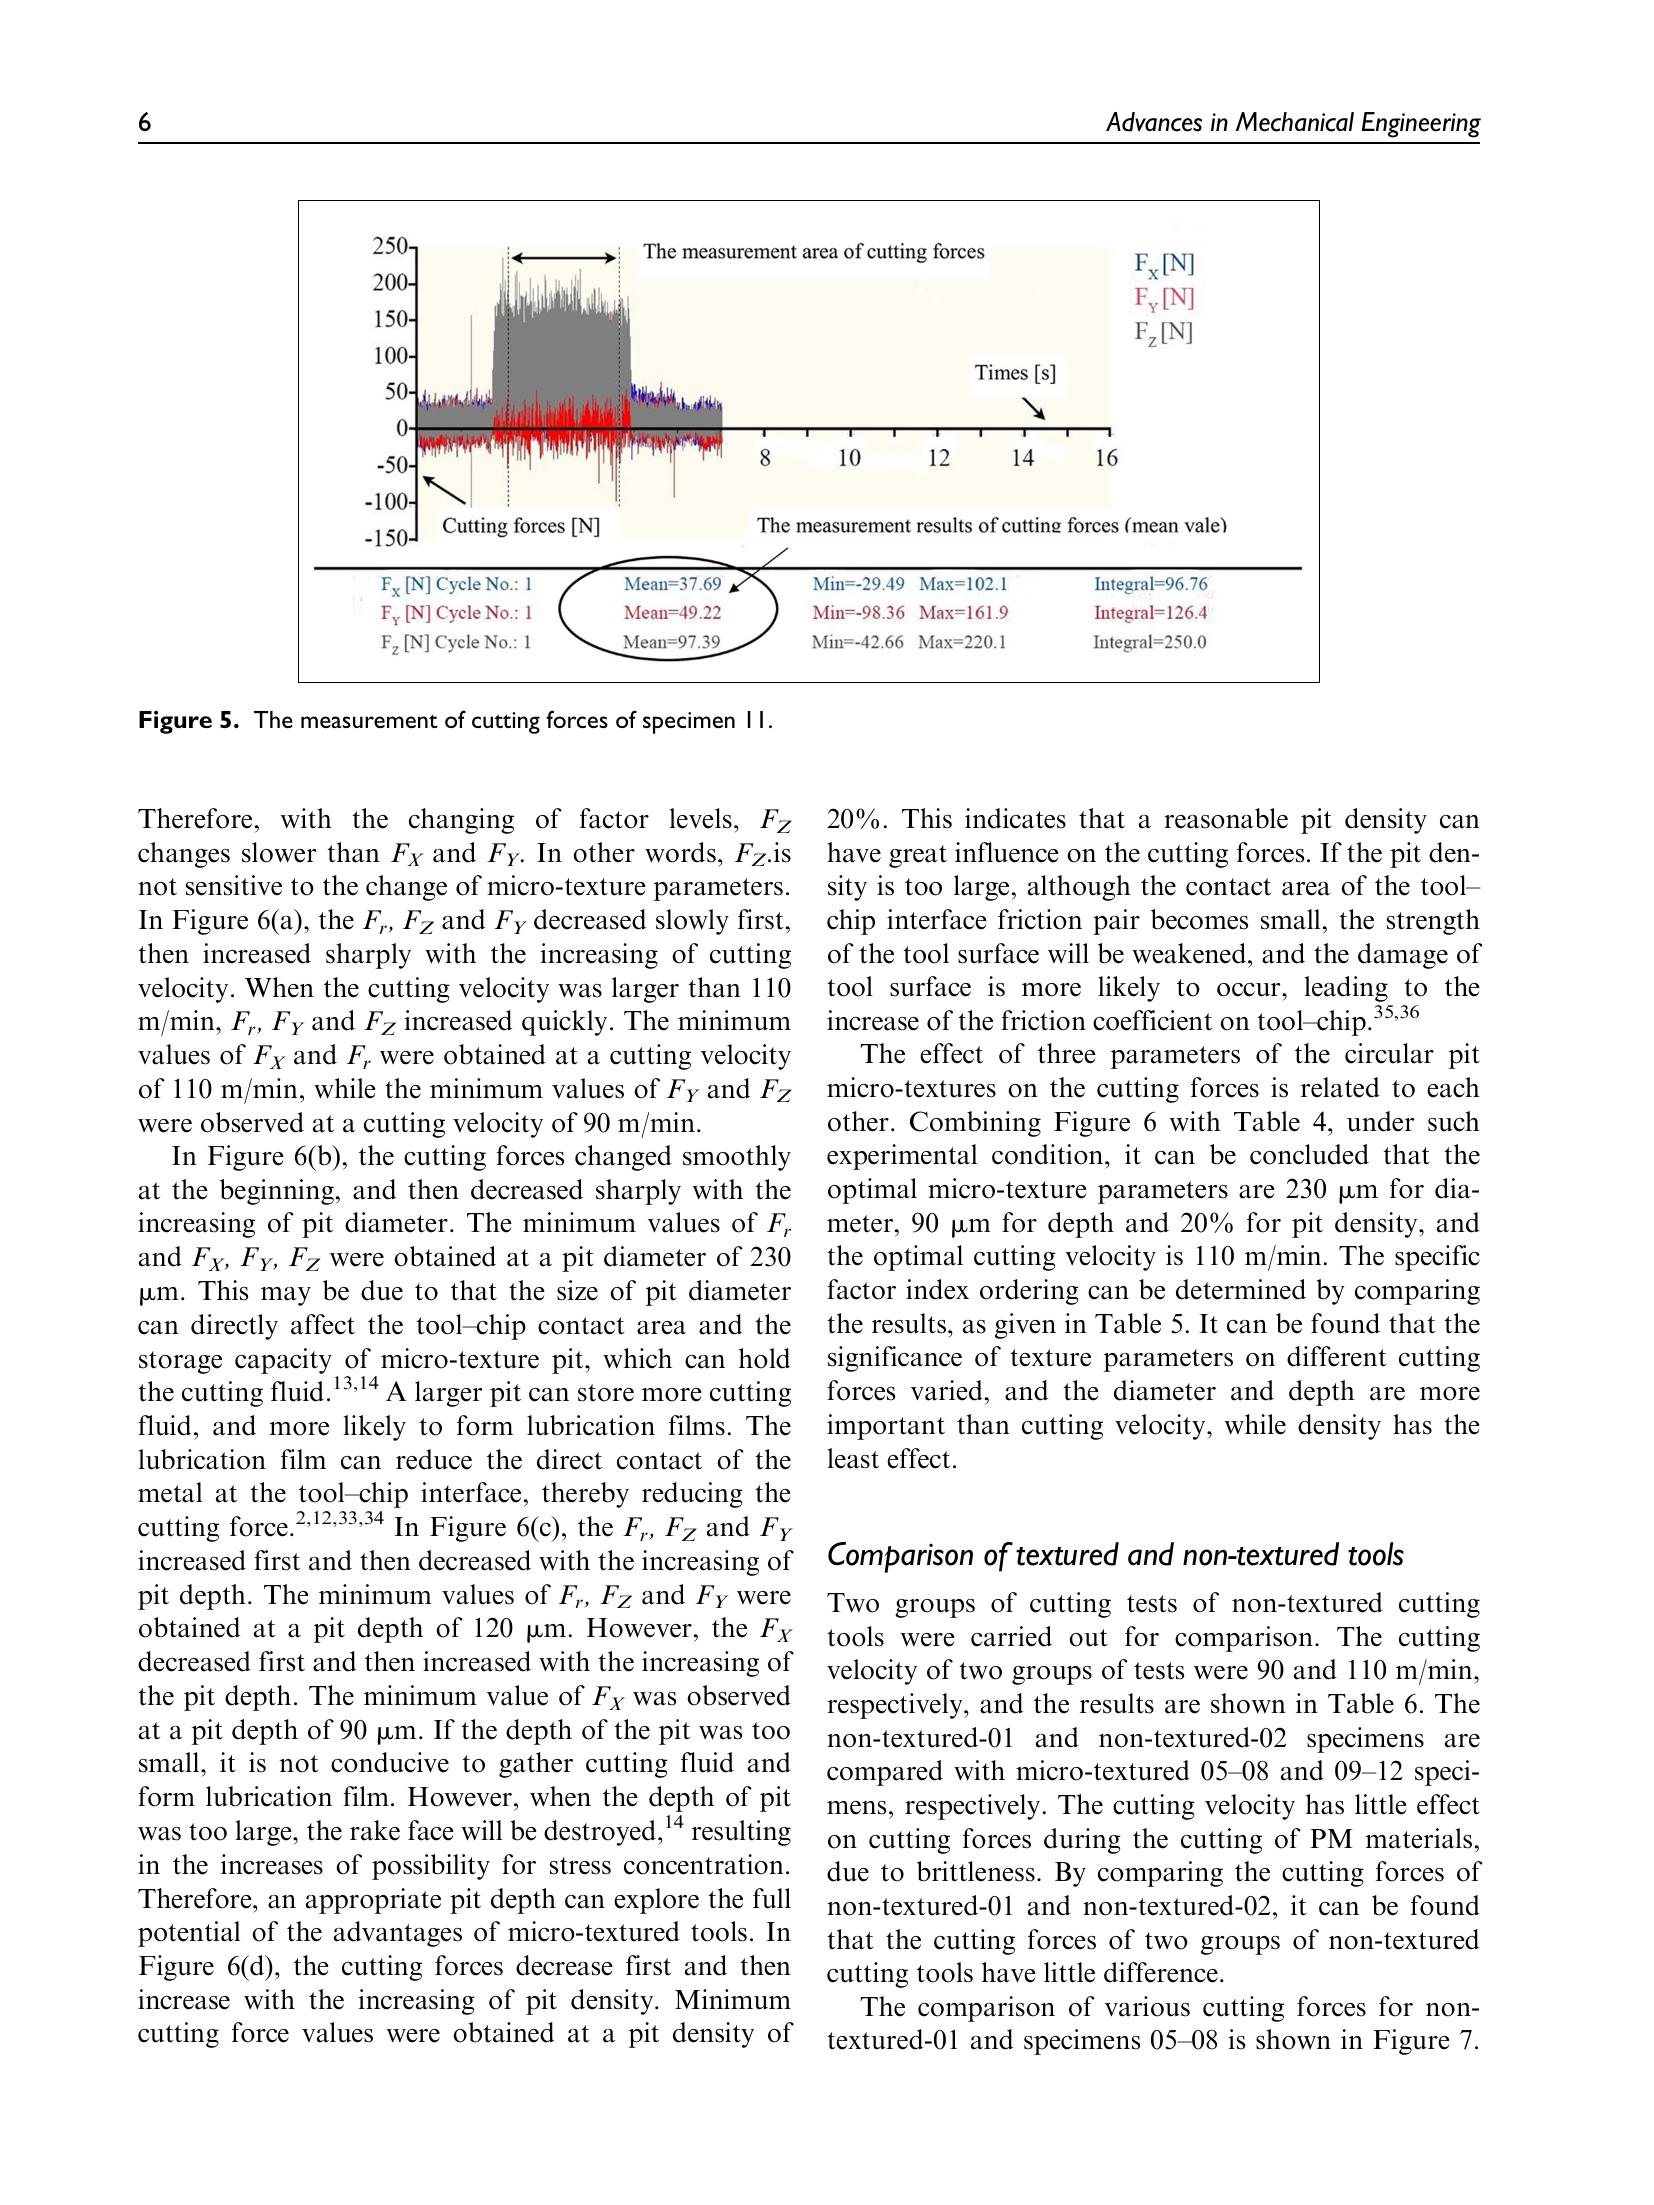 6
Advances in Mechanical Engineering
250
200
150
100
50
0
-50
-100
-150
The measurement area of cutting forces
F_X[N]
F_Y[N]
F_Z[N]
Times [s]
8 10 12 14 16
Cutting forces [N]
The measurement results of cutting forces (mean vale)
F_X [N] Cycle No.: 1 Mean=37.69 Min=-29.49 Max=102.1 Integral=96.76
F_Y [N] Cycle No.: 1 Mean=49.22 Min=-98.36 Max=161.9 Integral=126.4
F_Z [N] Cycle No.: 1 Mean=97.39 Min=-42.66 Max=220.1 Integral=250.0
Figure 5. The measurement of cutting forces of specimen 11.
Therefore, with the changing of factor levels, F_Z
changes slower than F_X and F_Y. In other words, F_Z.is
not sensitive to the change of micro-texture parameters.
In Figure 6(a), the F_r, F_Z and F_Y decreased slowly first,
then increased sharply with the increasing of cutting
velocity. When the cutting velocity was larger than 110
m/min, F_r, F_Y and F_Z increased quickly. The minimum
values of F_X and F_r were obtained at a cutting velocity
of 110 m/min, while the minimum values of F_Y and F_Z
were observed at a cutting velocity of 90 m/min.
In Figure 6(b), the cutting forces changed smoothly
at the beginning, and then decreased sharply with the
increasing of pit diameter. The minimum values of F_r
and F_X, F_Y, F_Z were obtained at a pit diameter of 230
μm. This may be due to that the size of pit diameter
can directly affect the tool–chip contact area and the
storage capacity of micro-texture pit, which can hold
the cutting fluid.13,14 A larger pit can store more cutting
fluid, and more likely to form lubrication films. The
lubrication film can reduce the direct contact of the
metal at the tool–chip interface, thereby reducing the
cutting force.2,12,33,34 In Figure 6(c), the F_r, F_Z and F_Y
increased first and then decreased with the increasing of
pit depth. The minimum values of F_r, F_Z and F_Y were
obtained at a pit depth of 120 μm. However, the F_X
decreased first and then increased with the increasing of
the pit depth. The minimum value of F_X was observed
at a pit depth of 90 μm. If the depth of the pit was too
small, it is not conducive to gather cutting fluid and
form lubrication film. However, when the depth of pit
was too large, the rake face will be destroyed,14 resulting
in the increases of possibility for stress concentration.
Therefore, an appropriate pit depth can explore the full
potential of the advantages of micro-textured tools. In
Figure 6(d), the cutting forces decrease first and then
increase with the increasing of pit density. Minimum
cutting force values were obtained at a pit density of
20%. This indicates that a reasonable pit density can
have great influence on the cutting forces. If the pit den-
sity is too large, although the contact area of the tool–
chip interface friction pair becomes small, the strength
of the tool surface will be weakened, and the damage of
tool surface is more likely to occur, leading to the
increase of the friction coefficient on tool–chip.35,36
The effect of three parameters of the circular pit
micro-textures on the cutting forces is related to each
other. Combining Figure 6 with Table 4, under such
experimental condition, it can be concluded that the
optimal micro-texture parameters are 230 μm for dia-
meter, 90 μm for depth and 20% for pit density, and
the optimal cutting velocity is 110 m/min. The specific
factor index ordering can be determined by comparing
the results, as given in Table 5. It can be found that the
significance of texture parameters on different cutting
forces varied, and the diameter and depth are more
important than cutting velocity, while density has the
least effect.
Comparison of textured and non-textured tools
Two groups of cutting tests of non-textured cutting
tools were carried out for comparison. The cutting
velocity of two groups of tests were 90 and 110 m/min,
respectively, and the results are shown in Table 6. The
non-textured-01 and non-textured-02 specimens are
compared with micro-textured 05–08 and 09–12 speci-
mens, respectively. The cutting velocity has little effect
on cutting forces during the cutting of PM materials,
due to brittleness. By comparing the cutting forces of
non-textured-01 and non-textured-02, it can be found
that the cutting forces of two groups of non-textured
cutting tools have little difference.
The comparison of various cutting forces for non-
textured-01 and specimens 05–08 is shown in Figure 7.